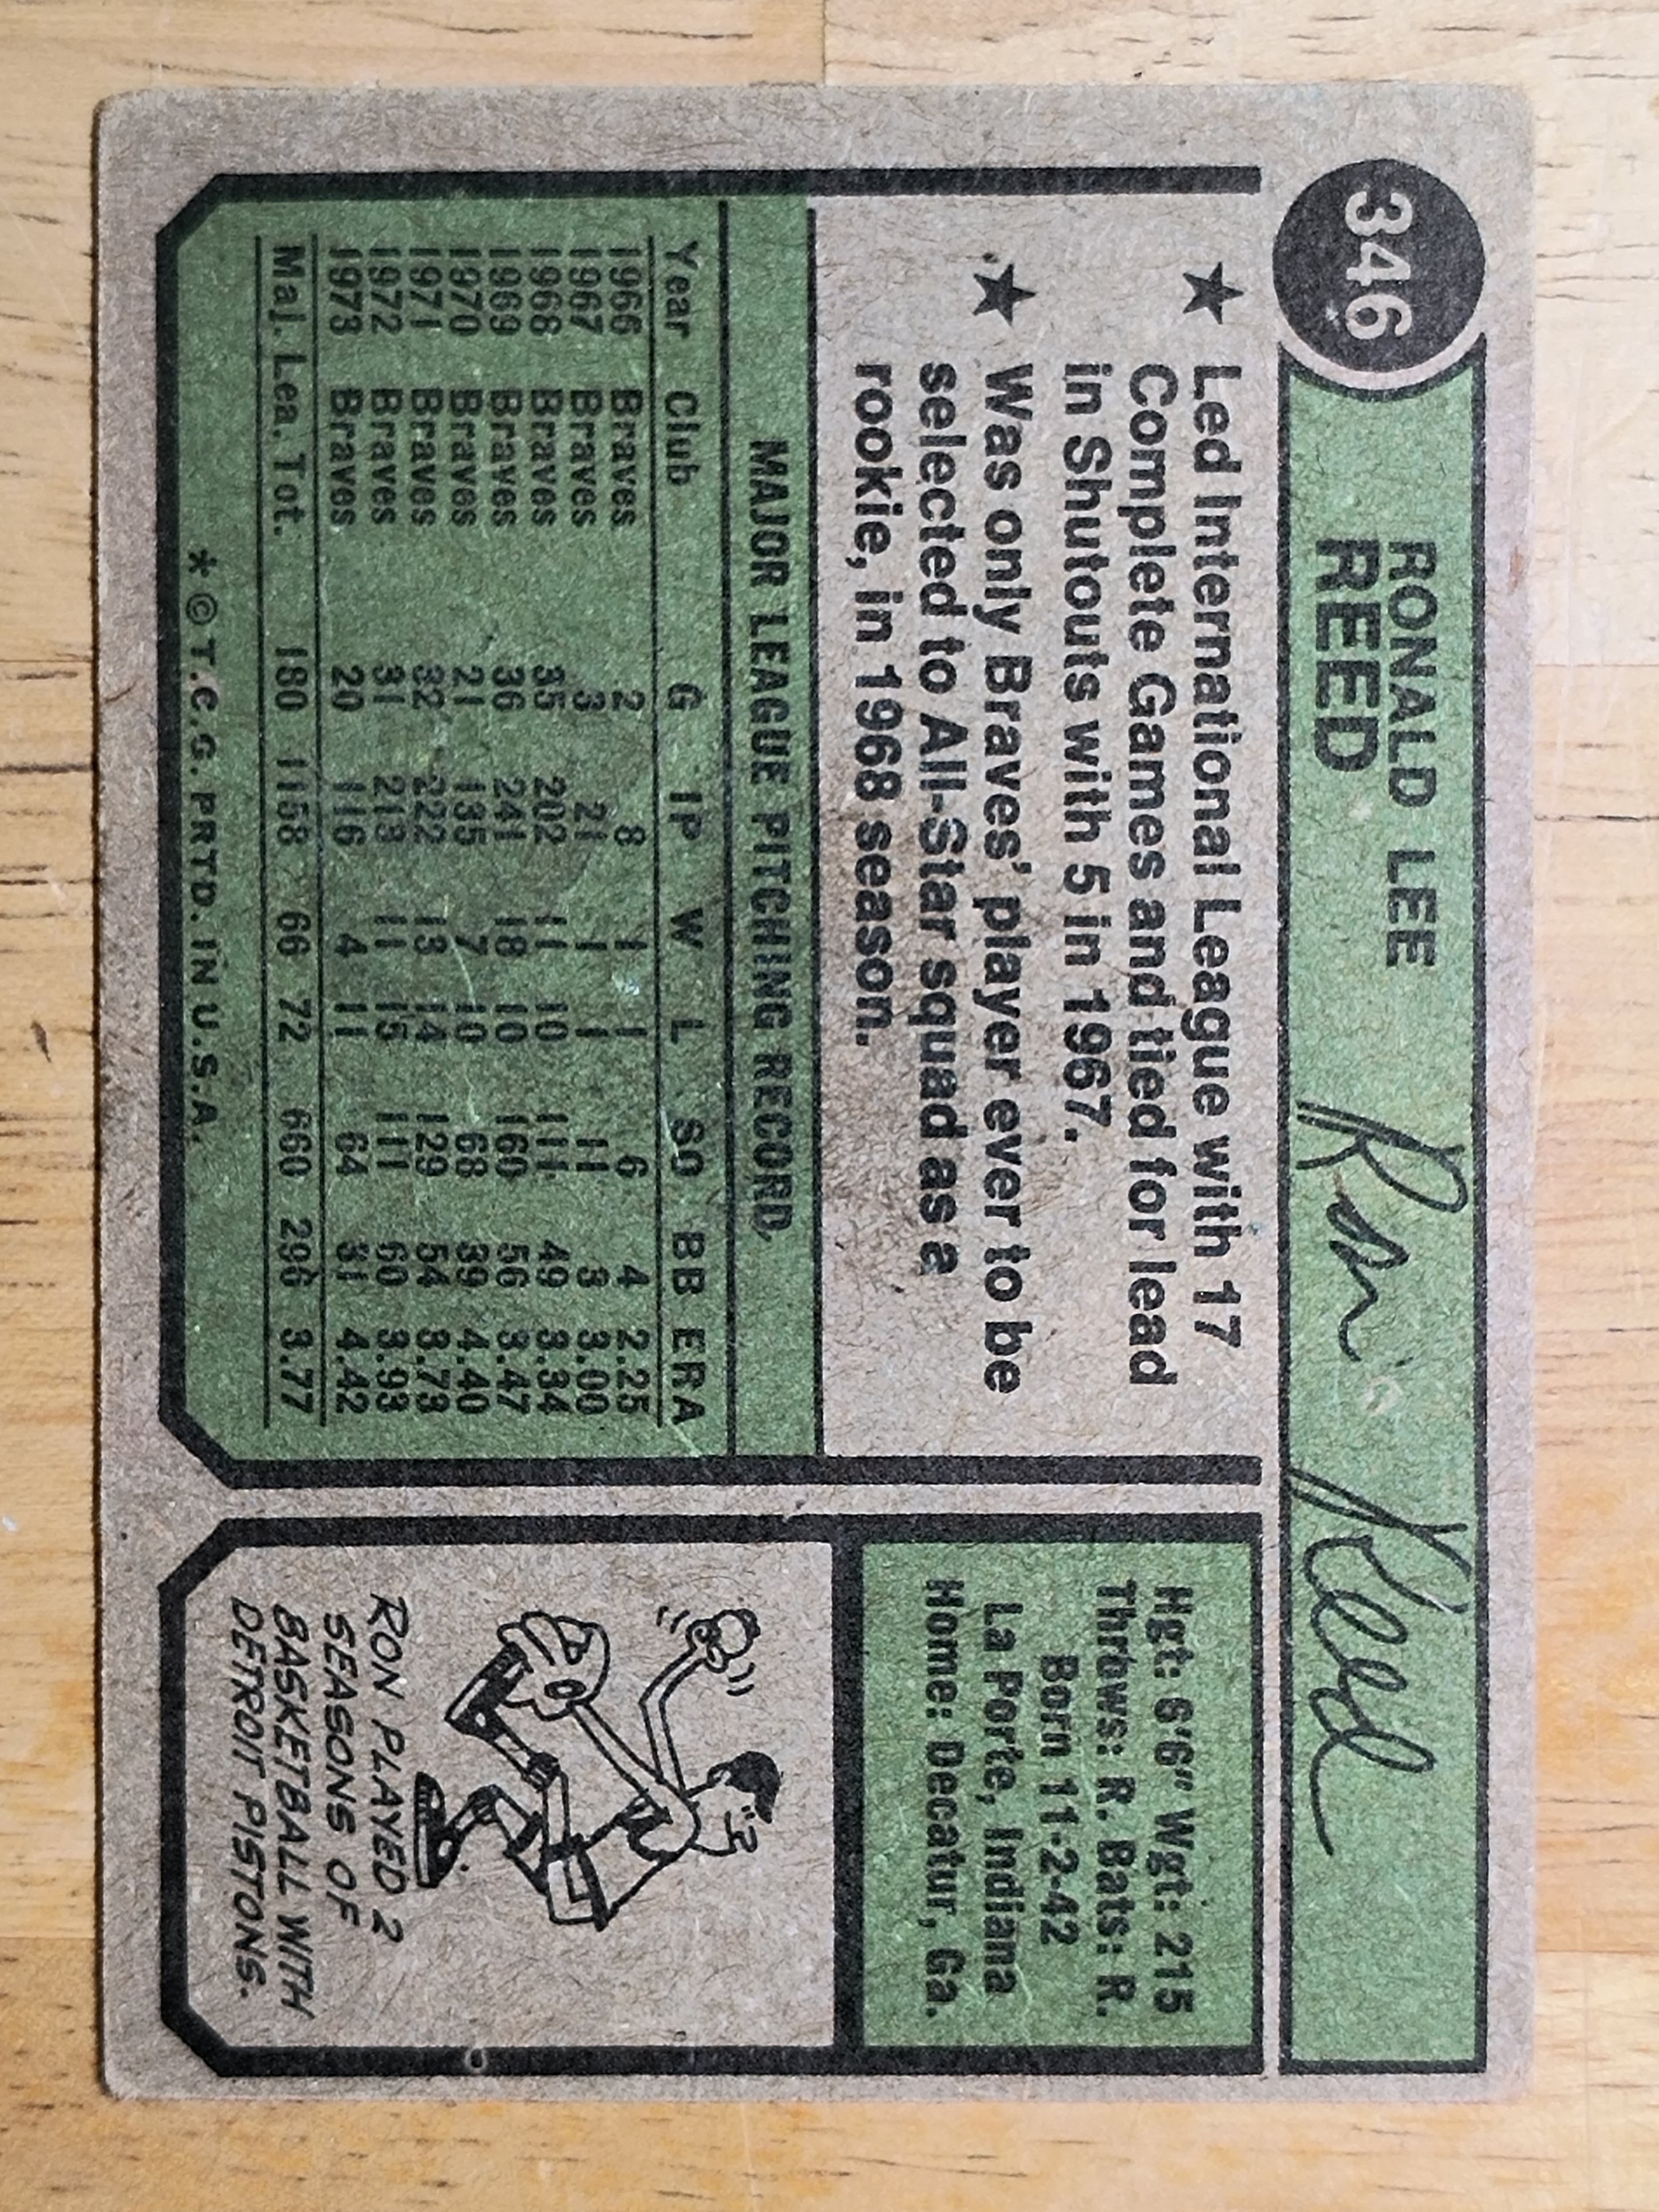 346
RONALD LEE
REED
Ron Reed
★ Led International League with 17
Complete Games and tied for lead
in Shutouts with 5 in 1967.
★ Was only Braves' player ever to be
selected to All-Star squad as a
rookie, in 1968 season.
MAJOR LEAGUE PITCHING RECORD
Year Club G IP W L SO BB ERA
1966 Braves 2 8 1 1 6 4 2.25
1967 Braves 3 21 1 1 11 3 3.00
1968 Braves 35 202 11 10 111 49 3.34
1969 Braves 36 241 18 10 160 56 3.47
1970 Braves 21 135 7 10 68 39 4.40
1971 Braves 32 222 13 14 129 54 3.73
1972 Braves 31 213 11 15 111 60 3.93
1973 Braves 20 116 4 11 64 31 4.42
Maj. Lea. Tot. 180 1158 66 72 660 296 3.77
* © T.C.G. PRTD. IN U.S.A.
Hgt: 6'6" Wgt: 215
Throws: R. Bats: R.
Born 11-2-42
La Porte, Indiana
Home: Decatur, Ga.
RON PLAYED 2
SEASONS OF
BASKETBALL WITH
DETROIT PISTONS.